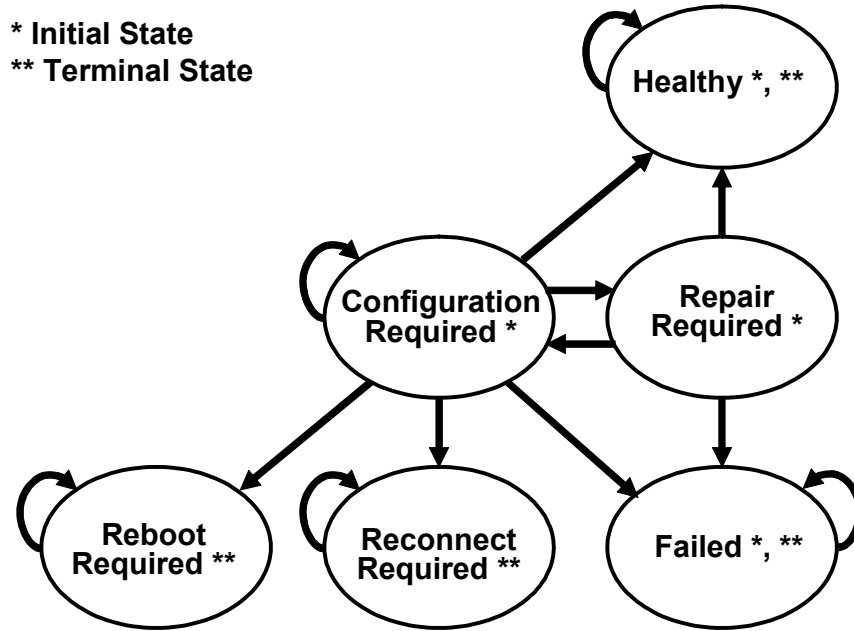 * Initial State
** Terminal State
Healthy *, **
Configuration
Required *
Repair
Required *
Reboot
Required **
Reconnect
Required **
Failed *, **